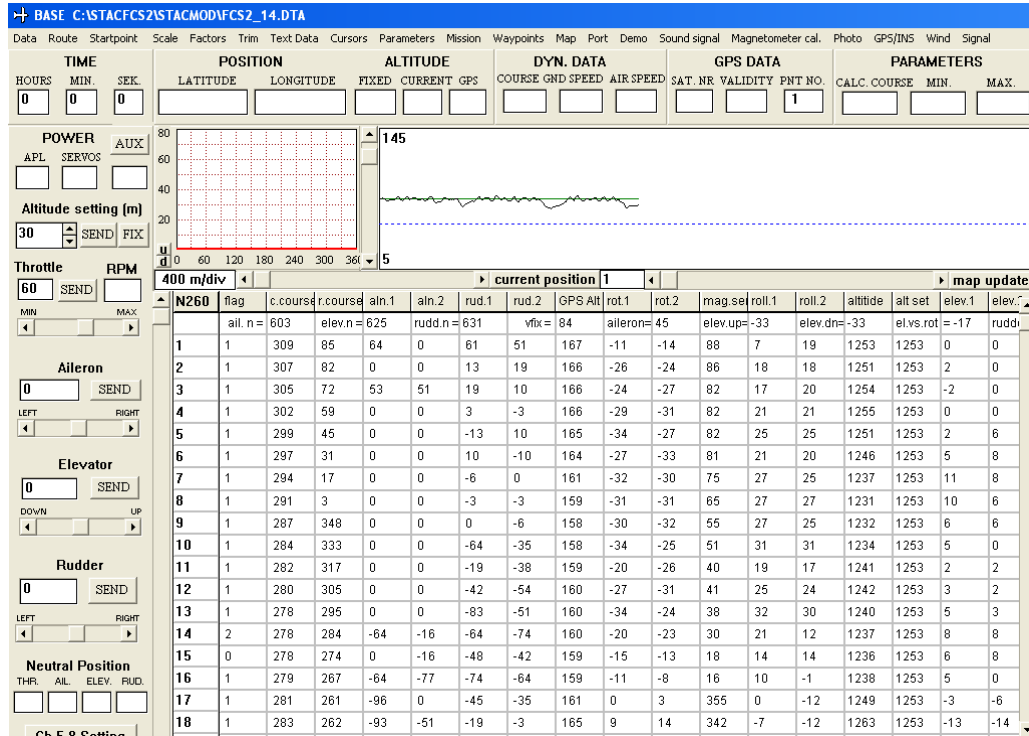 BASE C:\STACFCS2\STACMOD\FCS2_14.DTA
Data Route Startpoint Scale Factors Trim Text Data Cursors Parameters Mission Waypoints Map Port Demo Sound signal Magnetometer cal. Photo GPS/INS Wind Signal
TIME POSITION ALTITUDE DYN. DATA GPS DATA PARAMETERS
HOURS MIN. SEK. LATITUDE LONGITUDE FIXED CURRENT GPS COURSE GND SPEED AIR SPEED SAT. NR VALIDITY PNT NO. CALC. COURSE MIN. MAX.
0 0 0 1
POWER AUX
APL SERVOS
Altitude setting (m)
30 SEND FIX
Throttle RPM
60 SEND
MIN MAX
Aileron
0 SEND
LEFT RIGHT
Elevator
0 SEND
DOWN UP
Rudder
0 SEND
LEFT RIGHT
Neutral Position
THR. AIL. ELEV. RUD.
Ch 5-8 Setting
80
60
40
20
u
d 0 60 120 180 240 300 360
145
5
400 m/div current position 1 map update
N260 flag c.course r.course aln.1 aln.2 rud.1 rud.2 GPS Alt rot.1 rot.2 mag.sel roll.1 roll.2 altitide alt set elev.1 elev.2
ail. n = 603 elev.n = 625 rudd.n = 631 vfix = 84 aileron= 45 elev.up= -33 elev.dn= -33 el.vs.rot = -17 rudd
1 1 309 85 64 0 61 51 167 -11 -14 88 7 19 1253 1253 0 0
2 1 307 82 0 0 13 19 166 -26 -24 86 18 18 1251 1253 2 0
3 1 305 72 53 51 19 10 166 -24 -27 82 17 20 1254 1253 -2 0
4 1 302 59 0 0 3 -3 166 -29 -31 82 21 21 1255 1253 0 0
5 1 299 45 0 0 -13 10 165 -34 -27 82 25 25 1251 1253 2 6
6 1 297 31 0 0 10 -10 164 -27 -33 81 21 20 1246 1253 5 8
7 1 294 17 0 0 -6 0 161 -32 -30 75 27 25 1237 1253 11 8
8 1 291 3 0 0 -3 -3 159 -31 -31 65 27 27 1231 1253 10 6
9 1 287 348 0 0 0 -6 158 -30 -32 55 27 25 1232 1253 6 6
10 1 284 333 0 0 -64 -35 158 -34 -25 51 31 31 1234 1253 5 0
11 1 282 317 0 0 -19 -38 159 -20 -26 40 19 17 1241 1253 2 2
12 1 280 305 0 0 -42 -54 160 -27 -31 41 25 24 1242 1253 3 2
13 1 278 295 0 0 -83 -51 160 -34 -24 38 32 30 1240 1253 5 3
14 2 278 284 -64 -16 -64 -74 160 -20 -23 30 21 12 1237 1253 8 8
15 0 278 274 0 -16 -48 -42 159 -15 -13 18 14 14 1236 1253 6 8
16 1 279 267 -64 -77 -74 -64 159 -11 -8 16 10 -1 1238 1253 5 0
17 1 281 261 -96 0 -45 -35 161 0 3 355 0 -12 1249 1253 -3 -6
18 1 283 262 -93 -51 -19 -3 165 9 14 342 -7 -12 1263 1253 -13 -14